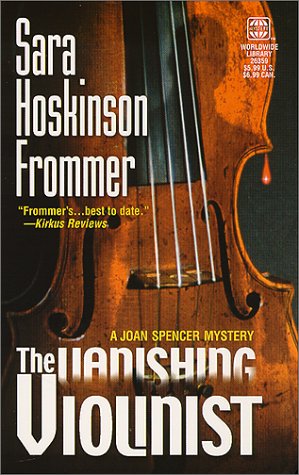 Sara
Hoskinson
Frommer
MYSTERY
WORLDWIDE
LIBRARY
26359
$5.99 U.S.
$6.99 CAN.
"Frommer's...best to date."
—Kirkus Reviews
A JOAN SPENCER MYSTERY
The VANISHING
VIOLINIST